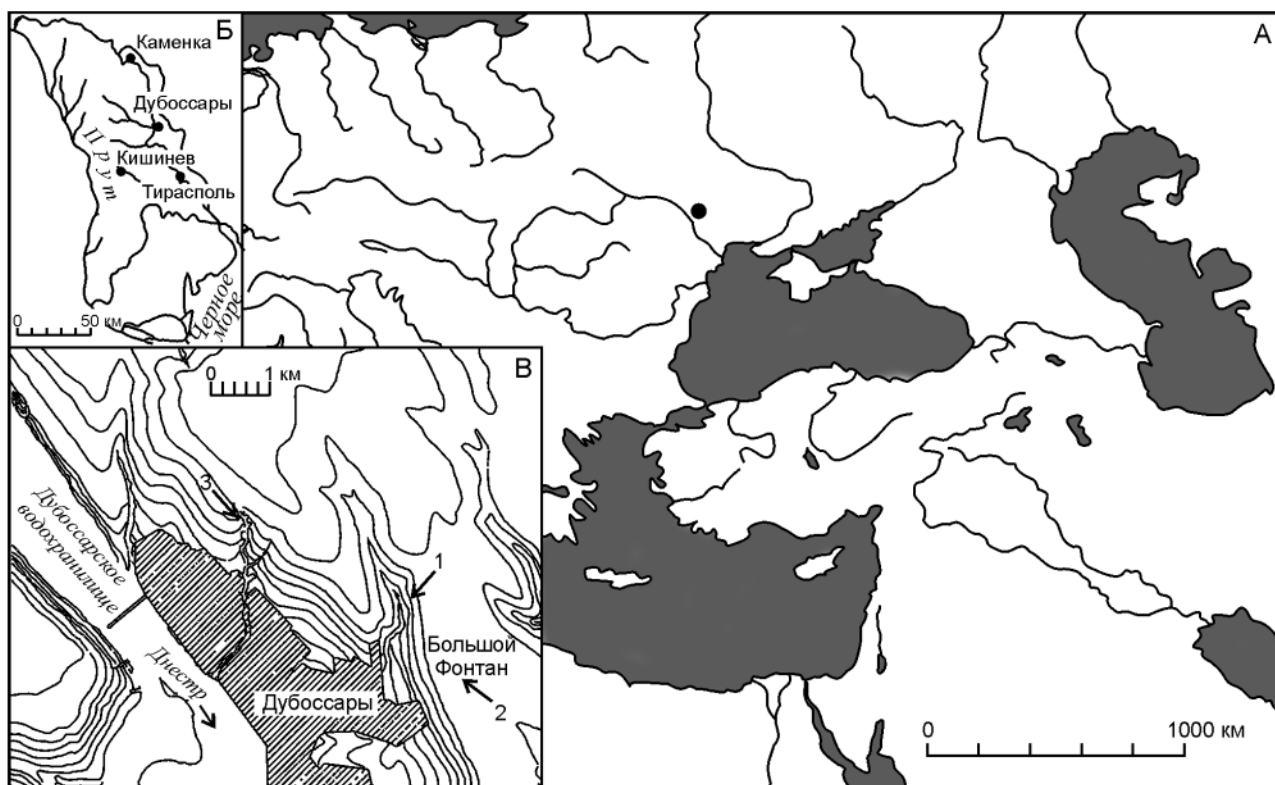 Б
Каменка
Дубоссары
Прут
Кишинев
Тирасполь
Черное
море
0 50 км
А
0 1000 км
В
0 1 км
3
1
Дубоссарское
водохранилище
Большой
Фонтан
Днестр
Дубоссары
2